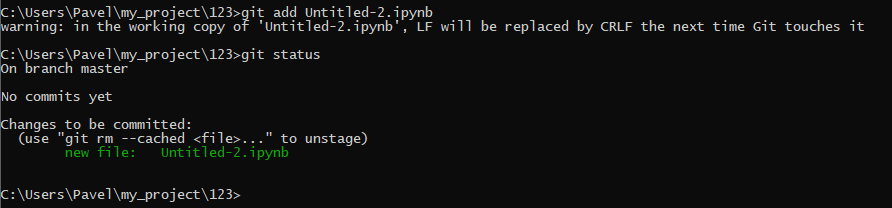 C:\Users\Pavel\my_project\123>git add Untitled-2.ipynb
warning: in the working copy of 'Untitled-2.ipynb', LF will be replaced by CRLF the next time Git touches it
C:\Users\Pavel\my_project\123>git status
On branch master
No commits yet
Changes to be committed:
  (use "git rm --cached <file>..." to unstage)
        new file:   Untitled-2.ipynb
C:\Users\Pavel\my_project\123>